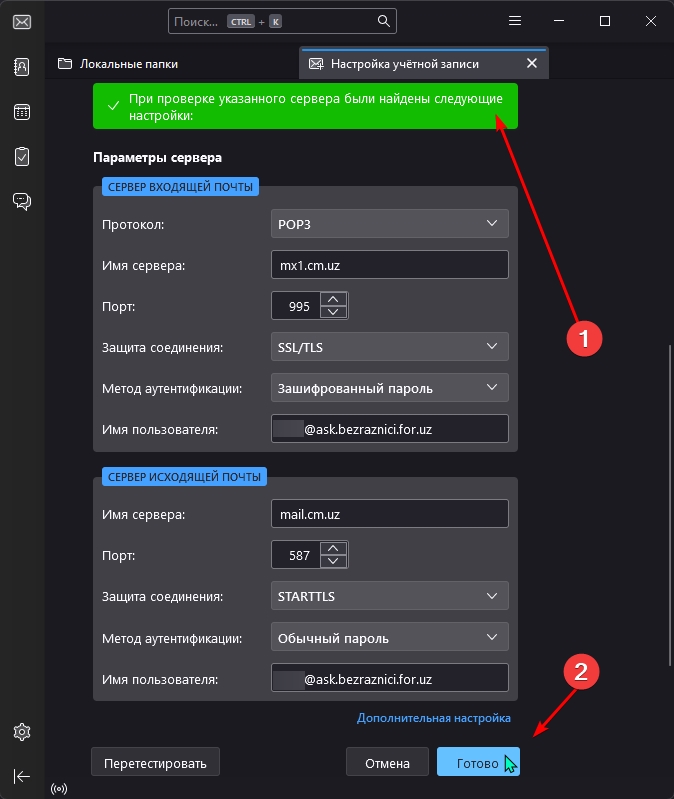 Поиск... CTRL + K
Локальные папки
Настройка учётной записи
При проверке указанного сервера были найдены следующие
настройки:
Параметры сервера
СЕРВЕР ВХОДЯЩЕЙ ПОЧТЫ
Протокол: POP3
Имя сервера: mx1.cm.uz
Порт: 995
1
Защита соединения: SSL/TLS
Метод аутентификации: Зашифрованный пароль
Имя пользователя: @ask.bezraznici.for.uz
СЕРВЕР ИСХОДЯЩЕЙ ПОЧТЫ
Имя сервера: mail.cm.uz
Порт: 587
Защита соединения: STARTTLS
Метод аутентификации: Обычный пароль
2
Имя пользователя: @ask.bezraznici.for.uz
Дополнительная настройка
Перетестировать Отмена Готово